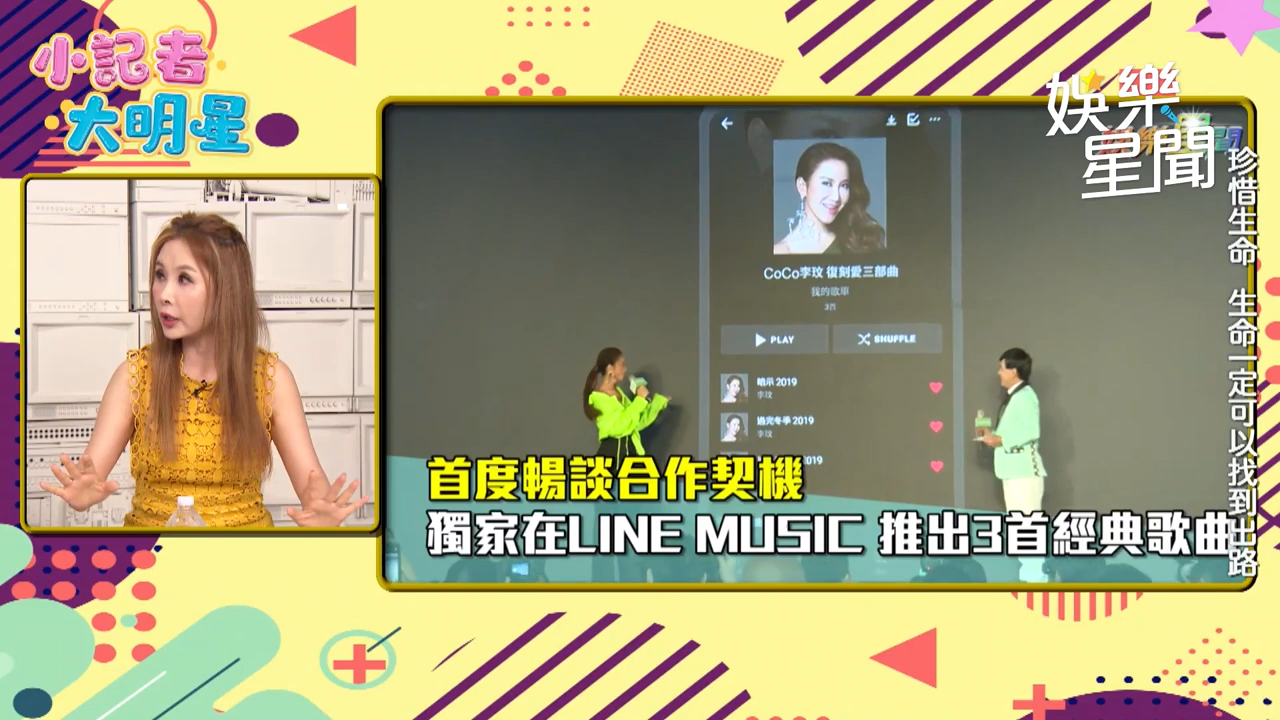 小記者
大明星
娛樂
星聞
珍惜生命 生命一定可以找到出路
CoCo李玟 復刻愛三部曲
我的歌單
3首
PLAY
SHUFFLE
暗示 2019
李玟
過完冬季 2019
李玟
019
首度暢談合作契機
獨家在LINE MUSIC 推出3首經典歌曲